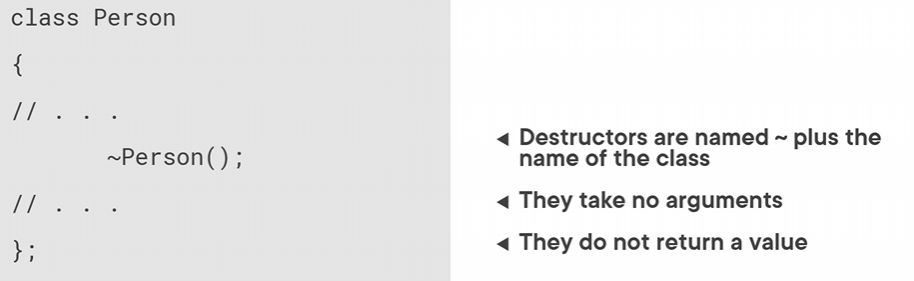 class Person
{
// . . .
~Person();
// . . .
};
◄ Destructors are named ~ plus the
name of the class
◄ They take no arguments
◄ They do not return a value